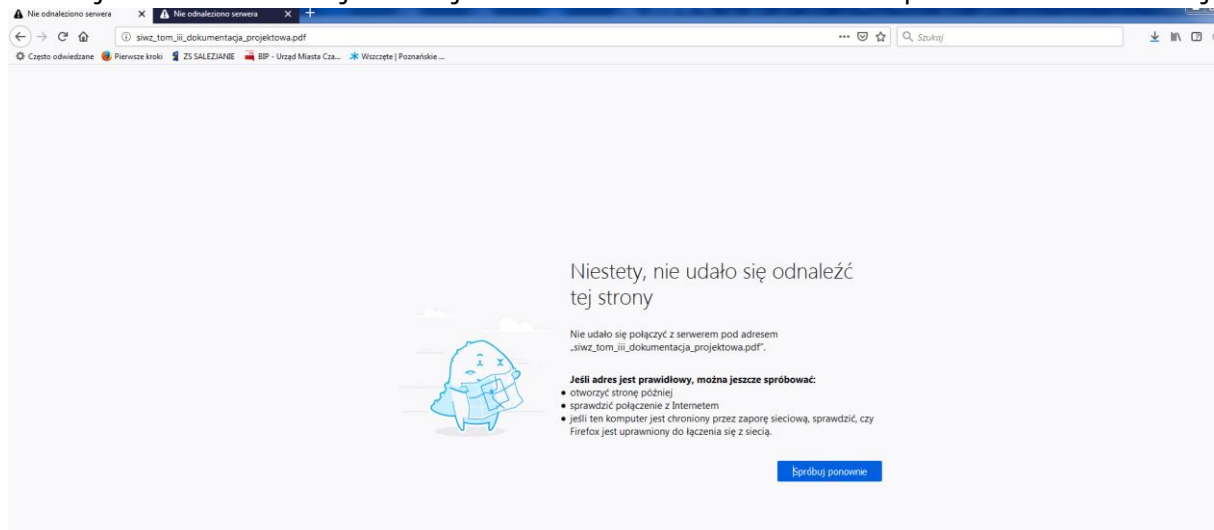 Nie odnaleziono serwera
Nie odnaleziono serwera
siwz_tom_iii_dokumentacja_projektowa.pdf
Szukaj
Często odwiedzane Pierwsze kroki ZS SALEZJANIE BIP - Urząd Miasta Cza... Wszczęte | Poznańskie ...
Niestety, nie udało się odnaleźć
tej strony
Nie udało się połączyć z serwerem pod adresem
„siwz_tom_iii_dokumentacja_projektowa.pdf”.
Jeśli adres jest prawidłowy, można jeszcze spróbować:
• otworzyć stronę później
• sprawdzić połączenie z Internetem
• jeśli ten komputer jest chroniony przez zaporę sieciową, sprawdzić, czy
Firefox jest uprawniony do łączenia się z siecią.
Spróbuj ponownie